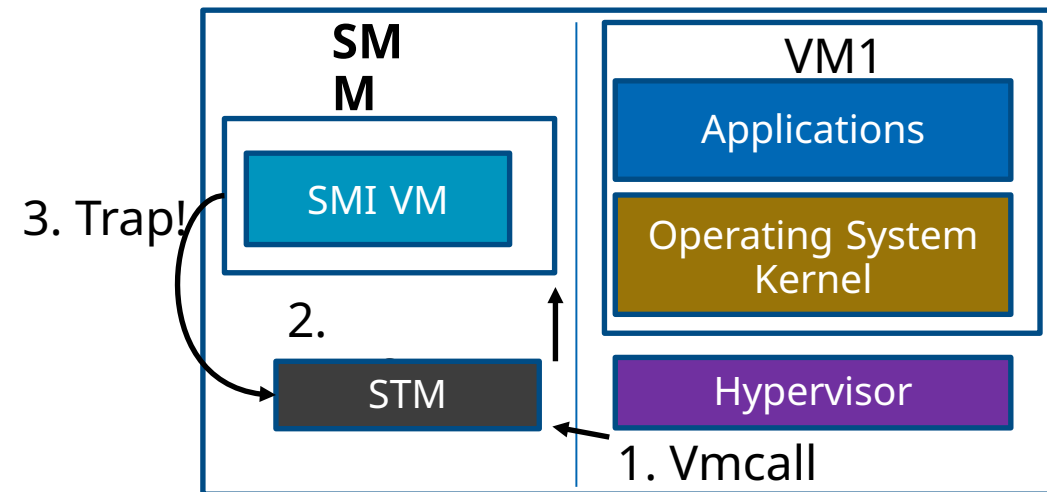 SM
M
VM1
Applications
SMI VM
3. Trap!
Operating System
Kernel
2.
STM
Hypervisor
1. Vmcall